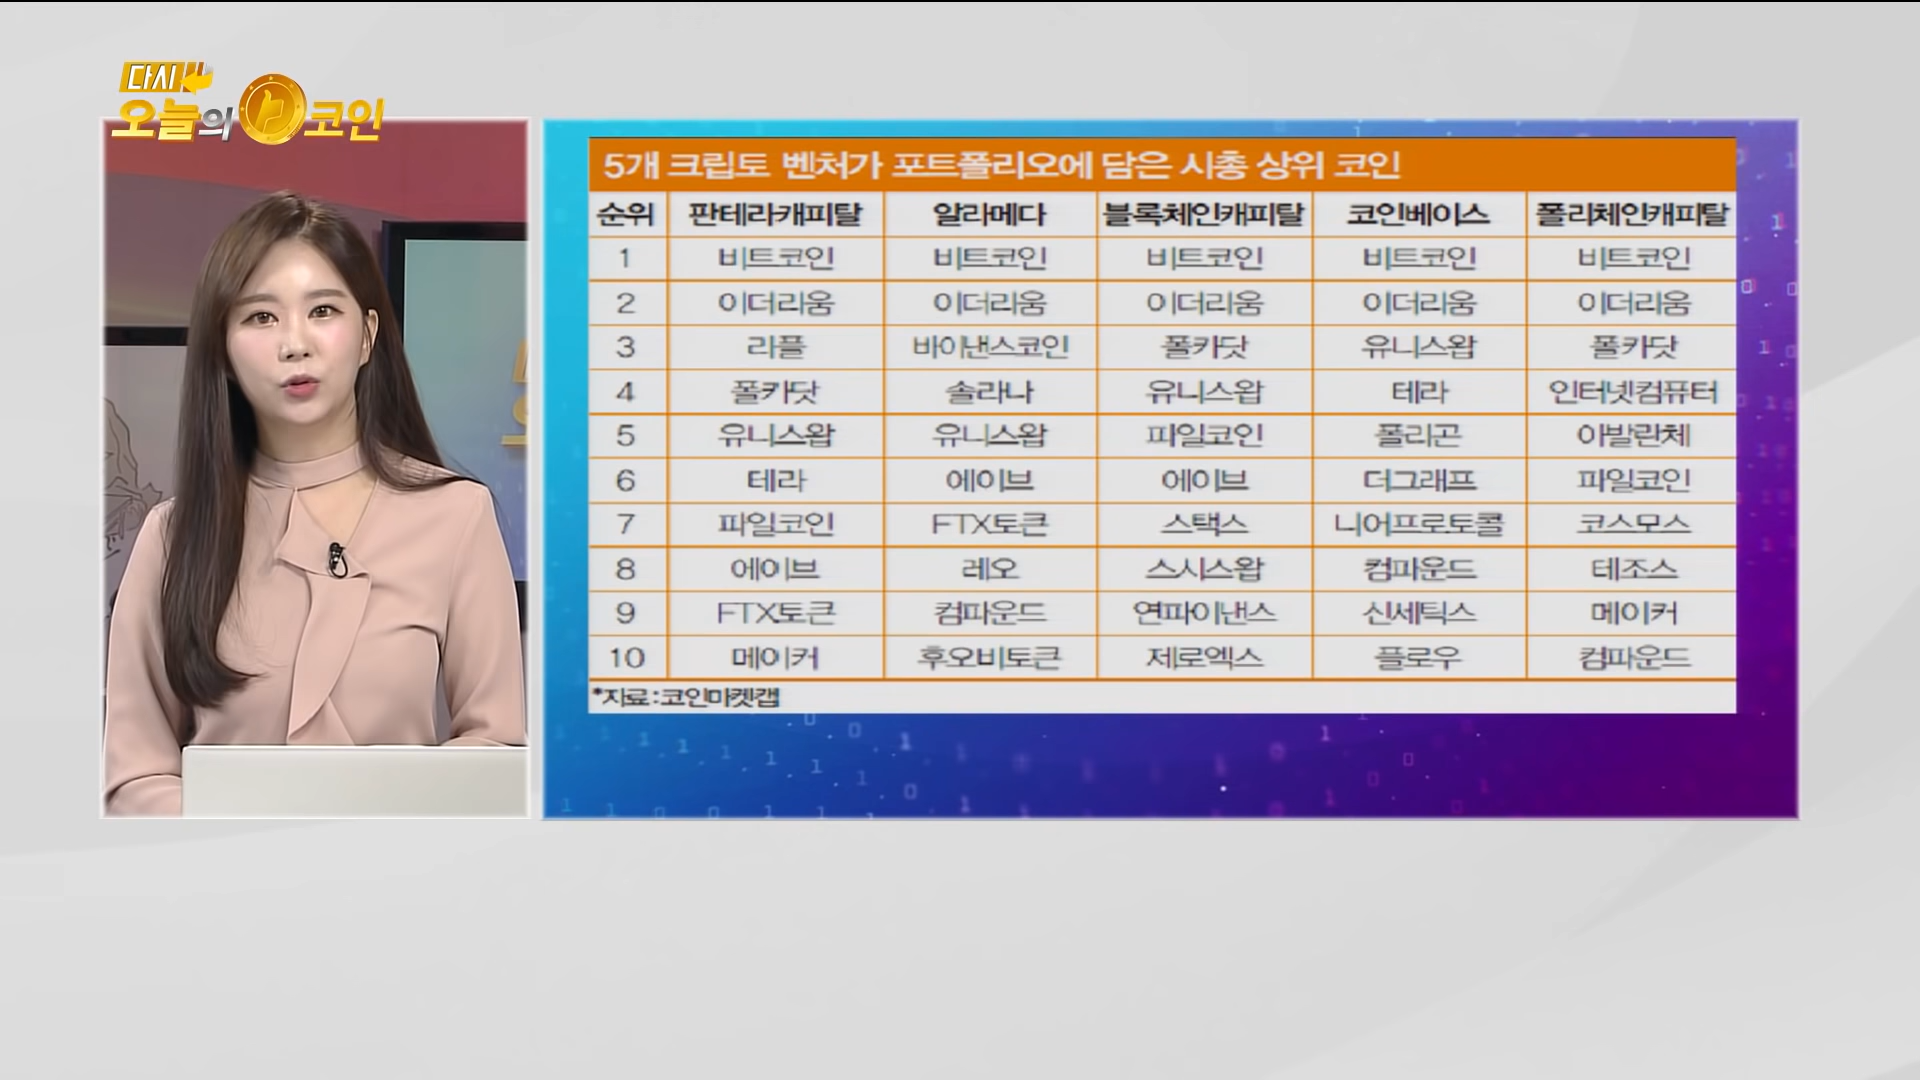 다시
오늘의 코인
5개 크립토 벤처가 포트폴리오에 담은 시총 상위 코인
순위 판테라캐피탈 알라메다 블록체인캐피탈 코인베이스 폴리체인캐피탈
1 비트코인 비트코인 비트코인 비트코인 비트코인
2 이더리움 이더리움 이더리움 이더리움 이더리움
3 리플 바이낸스코인 폴카닷 유니스왑 폴카닷
4 폴카닷 솔라나 유니스왑 테라 인터넷컴퓨터
5 유니스왑 유니스왑 파일코인 폴리곤 아발란체
6 테라 에이브 에이브 더그래프 파일코인
7 파일코인 FTX토큰 스택스 니어프로토콜 코스모스
8 에이브 레오 스시스왑 컴파운드 테조스
9 FTX토큰 컴파운드 연파이낸스 신세틱스 메이커
10 메이커 후오비토큰 제로엑스 플로우 컴파운드
*자료:코인마켓캡